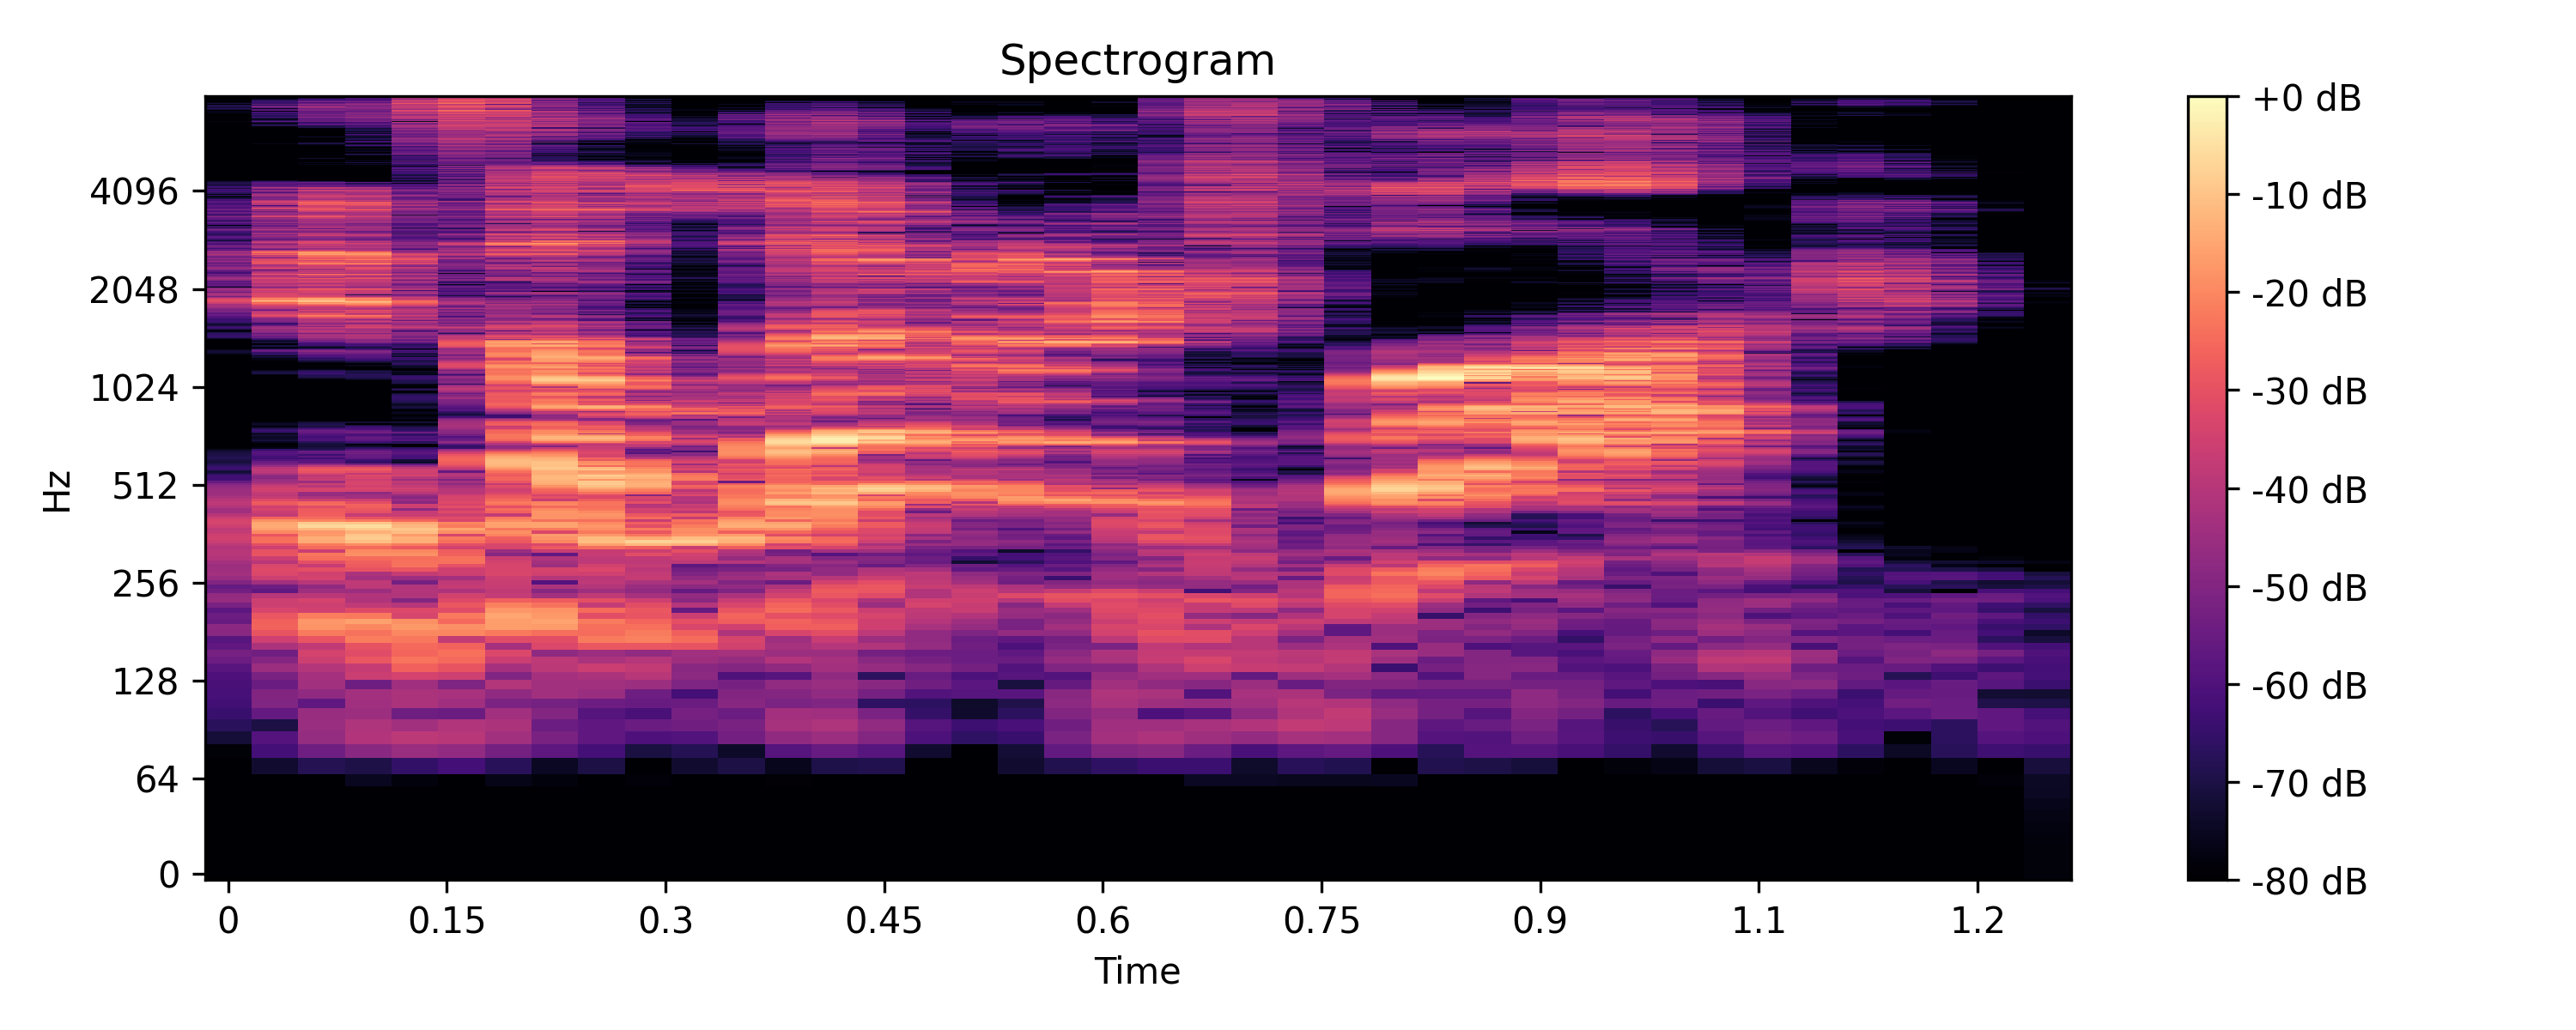 Spectrogram
Hz
4096
2048
1024
512
256
128
64
0
0 0.15 0.3 0.45 0.6 0.75 0.9 1.1 1.2
Time
+0 dB
-10 dB
-20 dB
-30 dB
-40 dB
-50 dB
-60 dB
-70 dB
-80 dB